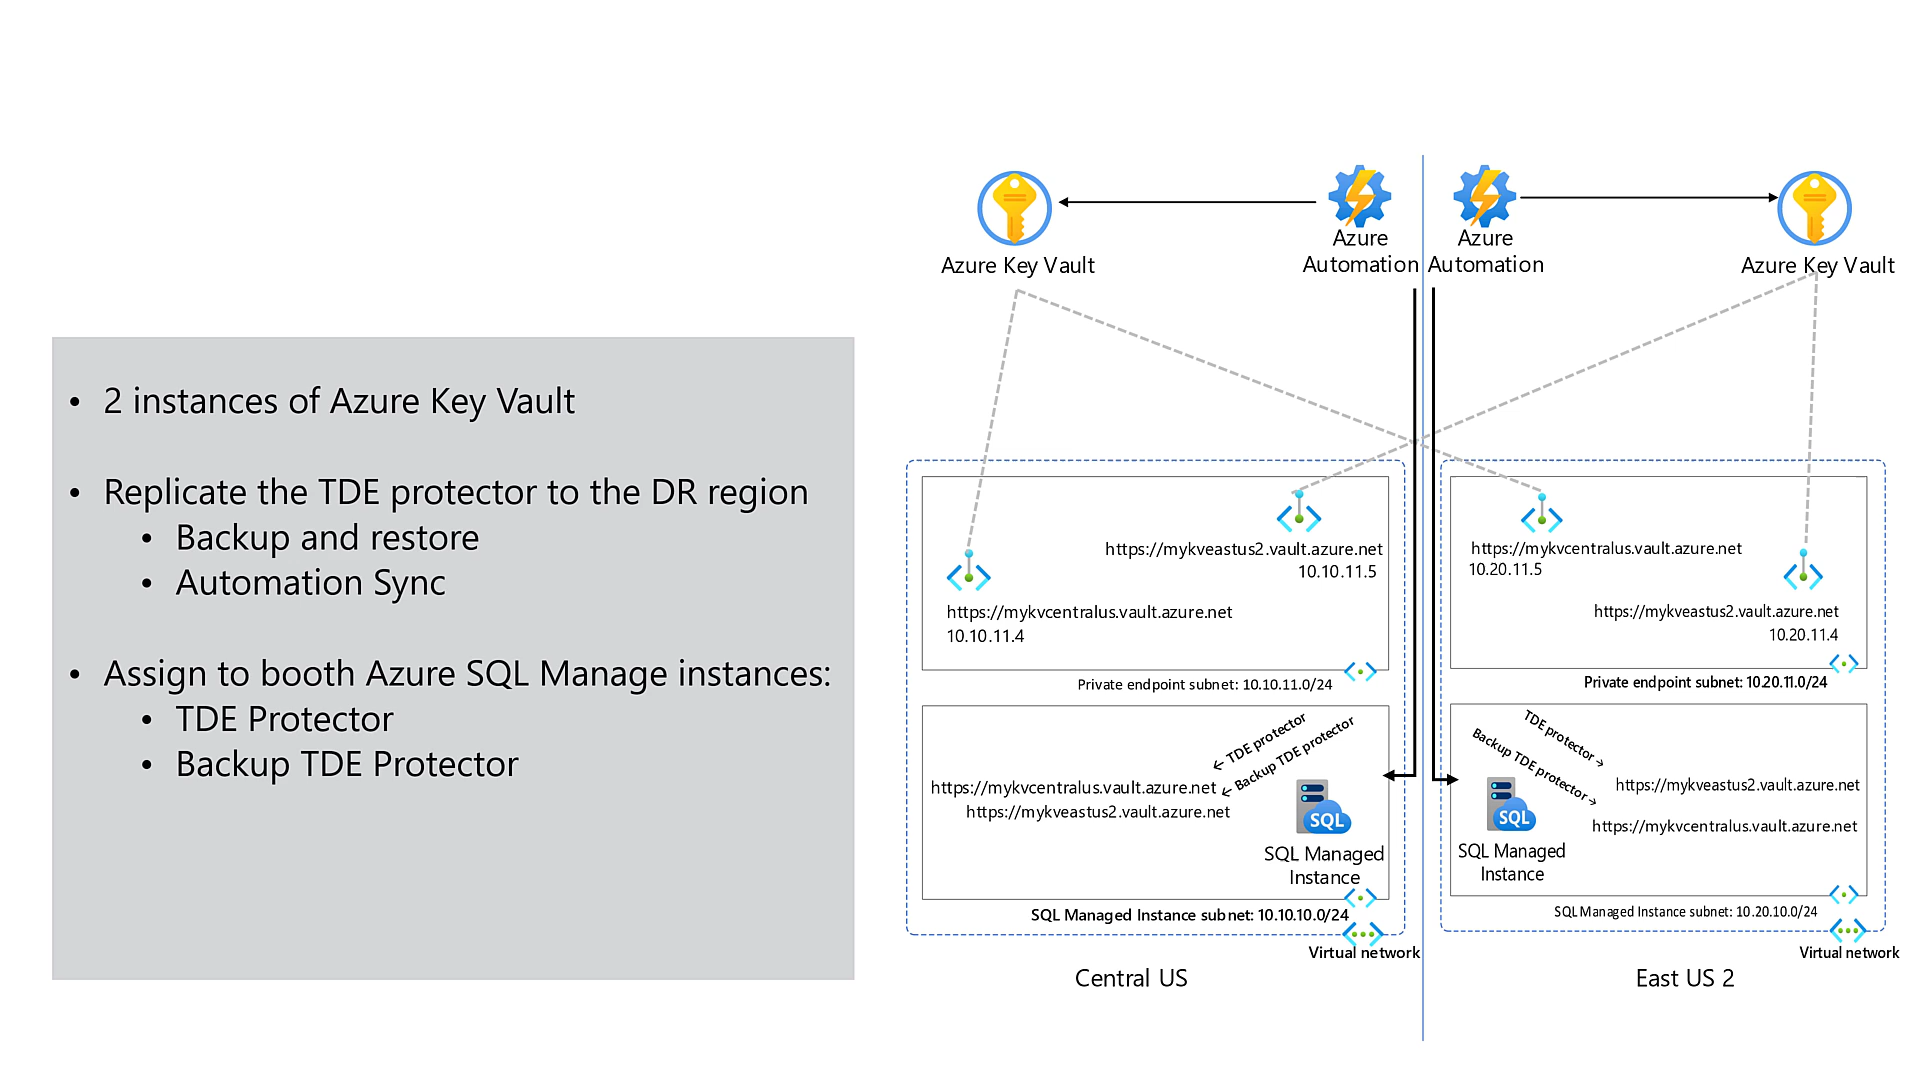 • 2 instances of Azure Key Vault
• Replicate the TDE protector to the DR region
• Backup and restore
• Automation Sync
• Assign to booth Azure SQL Manage instances:
• TDE Protector
• Backup TDE Protector
Azure Key Vault
Azure
Automation
Azure
Automation
Azure Key Vault
https://mykveastus2.vault.azure.net
10.10.11.5
https://mykvcentralus.vault.azure.net
10.10.11.4
Private endpoint subnet: 10.10.11.0/24
← TDE protector
← Backup TDE protector
https://mykvcentralus.vault.azure.net
https://mykveastus2.vault.azure.net
SQL
SQL Managed
Instance
SQL Managed Instance subnet: 10.10.10.0/24
Virtual network
Central US
https://mykvcentralus.vault.azure.net
10.20.11.5
https://mykveastus2.vault.azure.net
10.20.11.4
Private endpoint subnet: 10.20.11.0/24
TDE protector →
Backup TDE protector →
https://mykveastus2.vault.azure.net
https://mykvcentralus.vault.azure.net
SQL
SQL Managed
Instance
SQL Managed Instance subnet: 10.20.10.0/24
Virtual network
East US 2